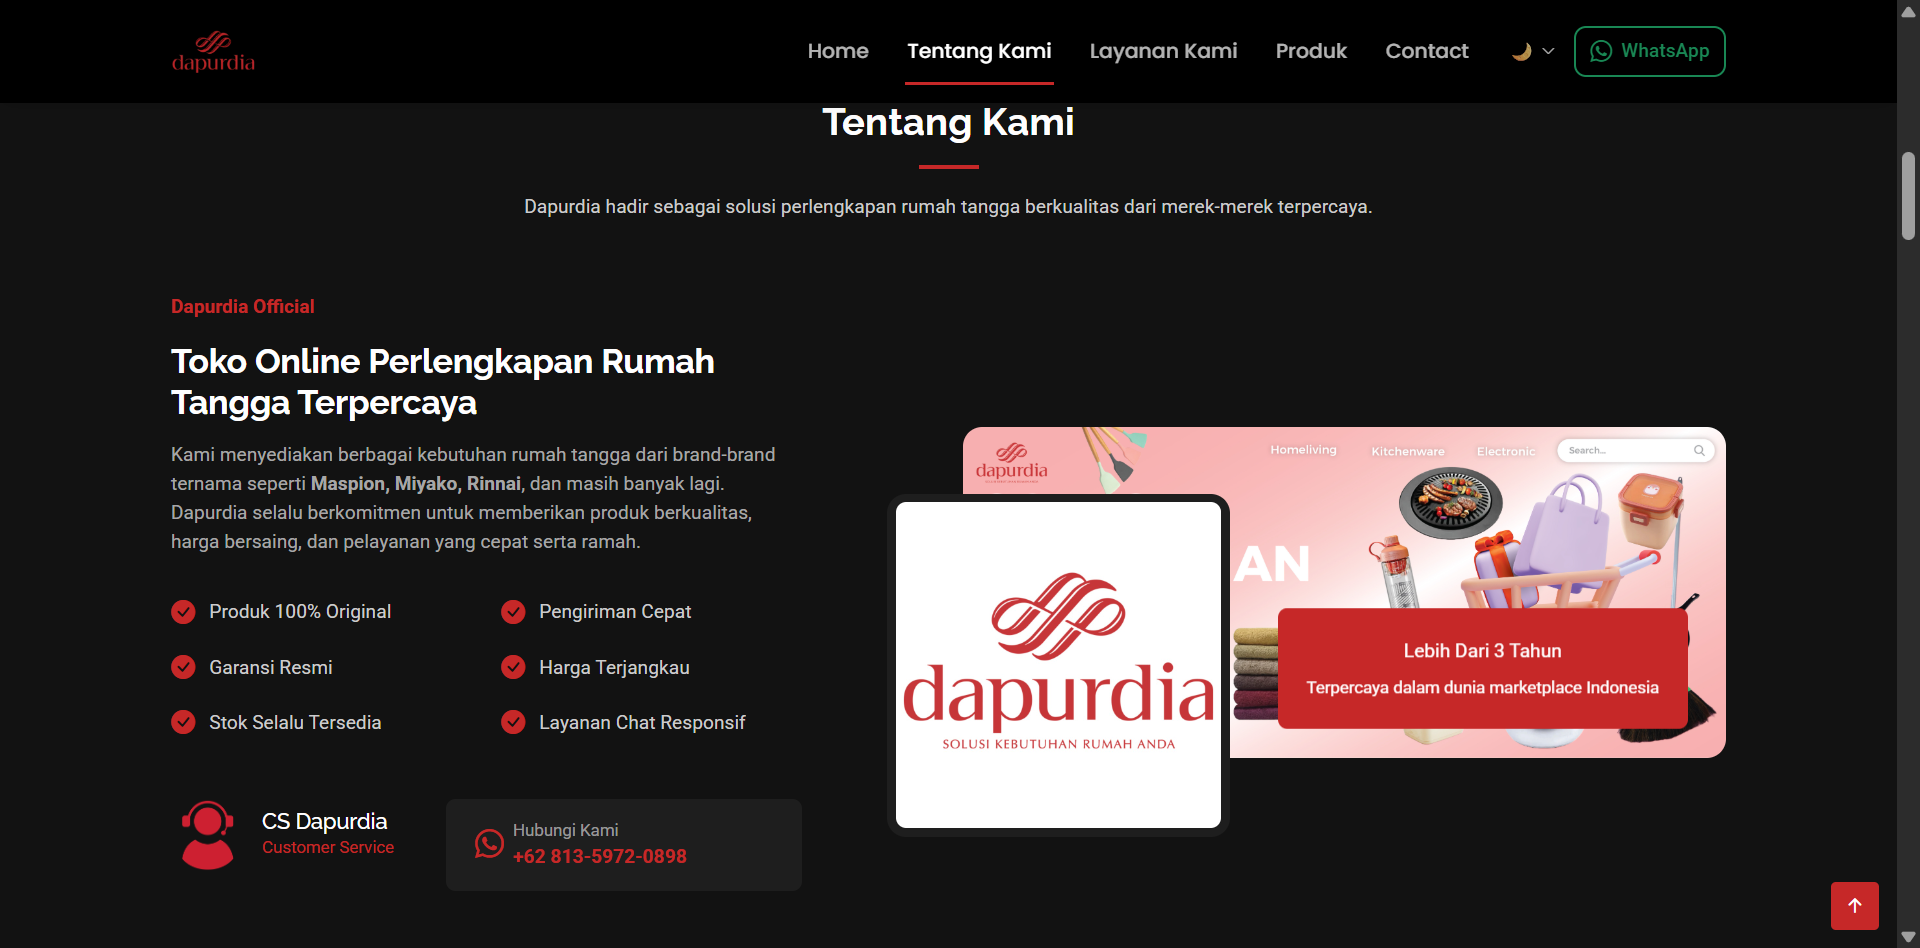 dapurdia
Home
Tentang Kami
Layanan Kami
Produk
Contact
WhatsApp
Tentang Kami
Dapurdia hadir sebagai solusi perlengkapan rumah tangga berkualitas dari merek-merek terpercaya.
Dapurdia Official
Toko Online Perlengkapan Rumah
Tangga Terpercaya
Kami menyediakan berbagai kebutuhan rumah tangga dari brand-brand
ternama seperti Maspion, Miyako, Rinnai, dan masih banyak lagi.
Dapurdia selalu berkomitmen untuk memberikan produk berkualitas,
harga bersaing, dan pelayanan yang cepat serta ramah.
Produk 100% Original
Pengiriman Cepat
Garansi Resmi
Harga Terjangkau
Stok Selalu Tersedia
Layanan Chat Responsif
CS Dapurdia
Customer Service
Hubungi Kami
+62 813-5972-0898
dapurdia
Homeliving
Kitchenware
Electronic
Search...
AN
dapurdia
SOLUSI KEBUTUHAN RUMAH ANDA
Lebih Dari 3 Tahun
Terpercaya dalam dunia marketplace Indonesia